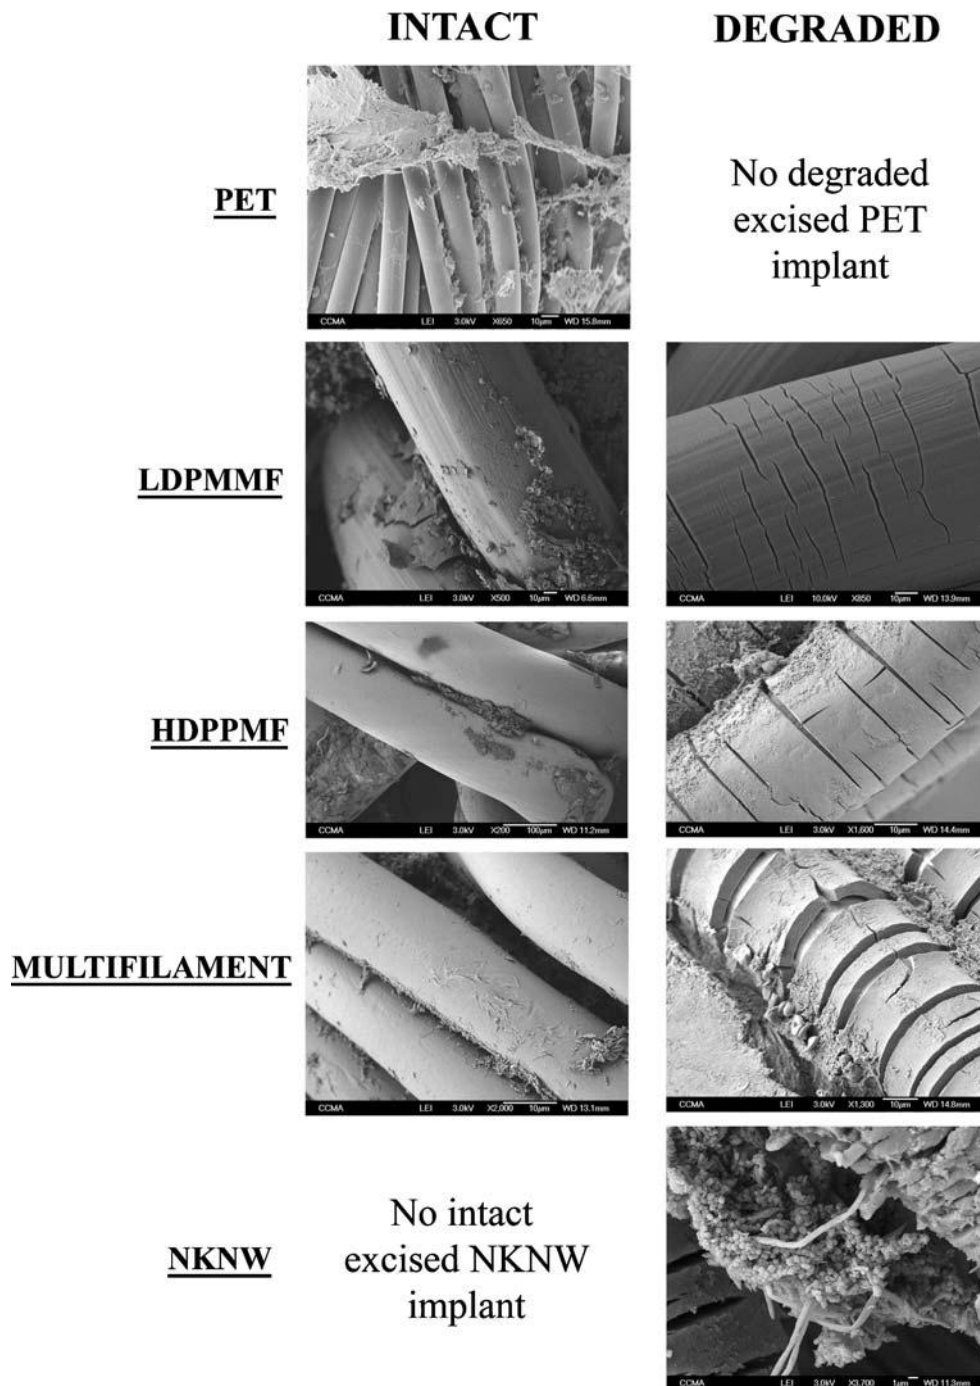 INTACT
DEGRADED
PET
CCMA LEI 3.0kV X650 10µm WD 15.8mm
No degraded
excised PET
implant
LDPMMF
CCMA LEI 3.0kV X500 10µm WD 6.6mm
CCMA LEI 10.0kV X850 10µm WD 13.9mm
HDPPMF
CCMA LEI 3.0kV X200 100µm WD 11.2mm
CCMA LEI 3.0kV X1,600 10µm WD 14.4mm
MULTIFILAMENT
CCMA LEI 3.0kV X2,000 10µm WD 13.1mm
CCMA LEI 3.0kV X1,300 10µm WD 14.8mm
NKNW
No intact
excised NKNW
implant
CCMA LEI 3.0kV X3,700 1µm WD 11.3mm